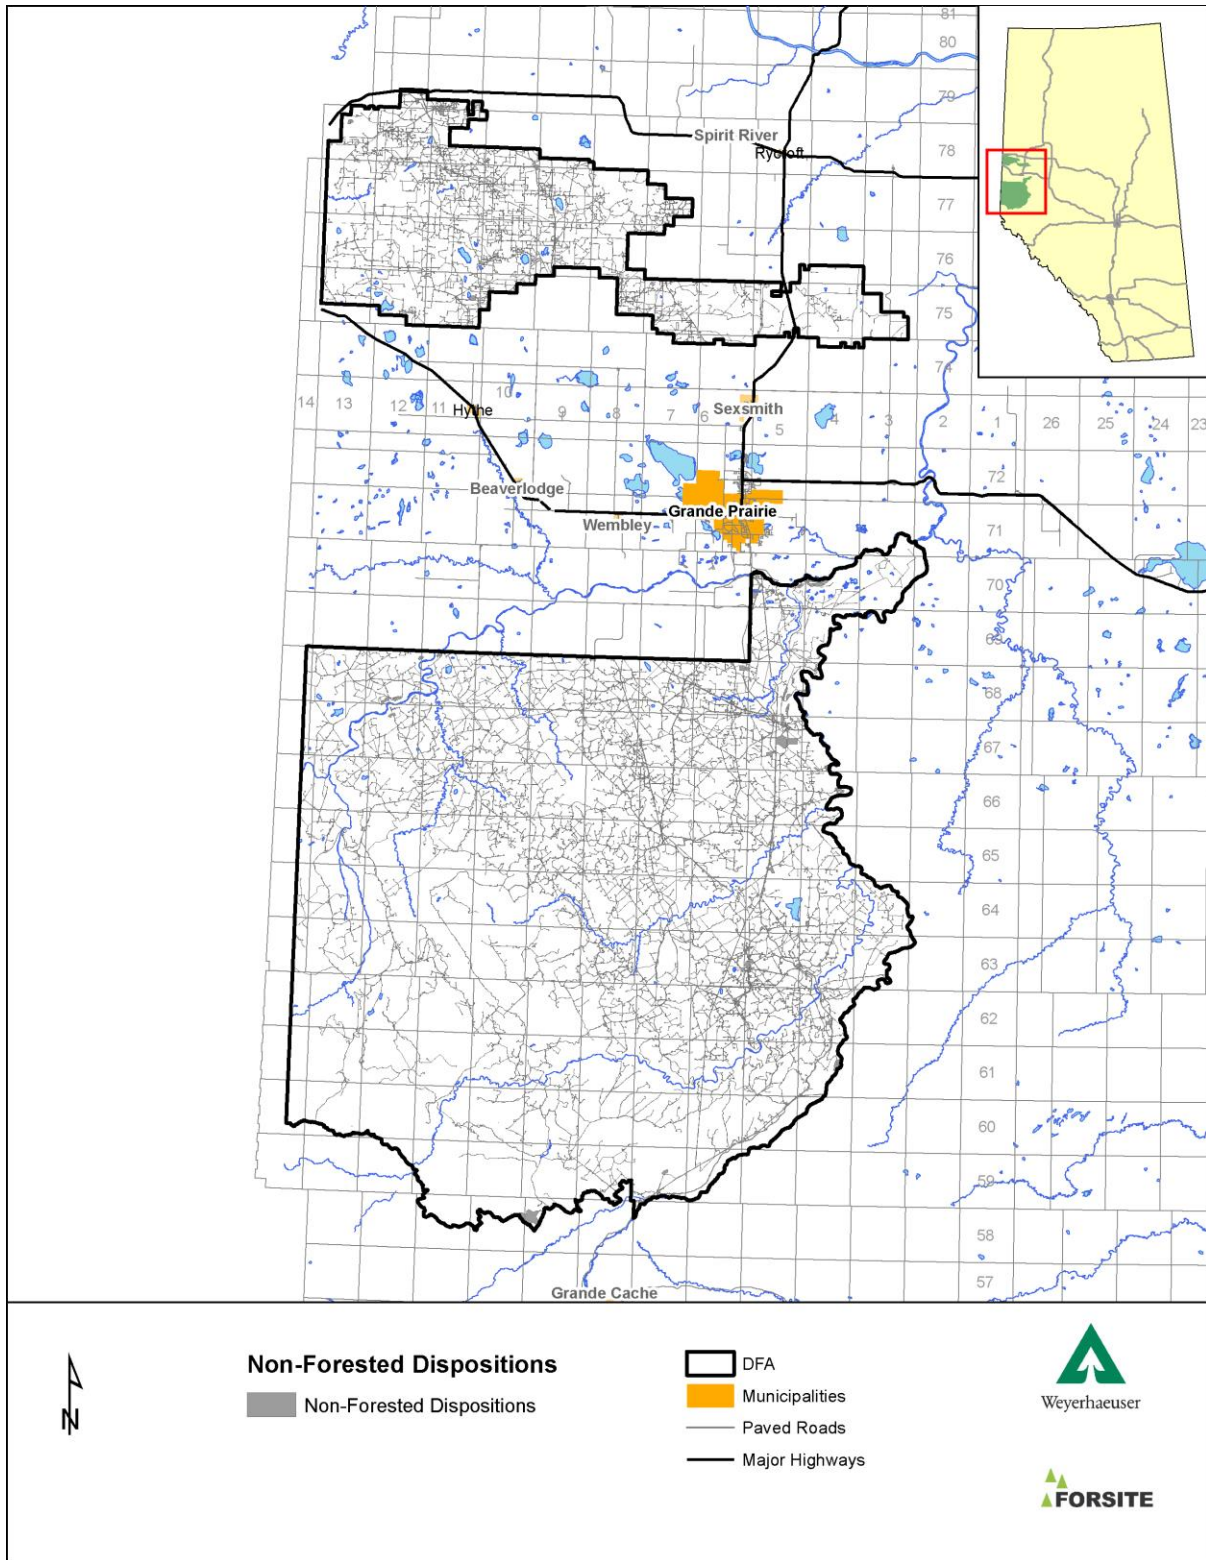 81
80
79
Spirit River
78
Rycroft
77
76
75
74
14 13 12 11 10 9 8 7 6 5 4 3 2 1 26 25 24 23
Hythe
Sexsmith
72
Beaverlodge
Grande Prairie
Wembley
71
70
69
68
67
66
65
64
63
62
61
60
59
58
57
Grande Cache
N
Non-Forested Dispositions
Non-Forested Dispositions
DFA
Municipalities
Paved Roads
Major Highways
Weyerhaeuser
FORSITE